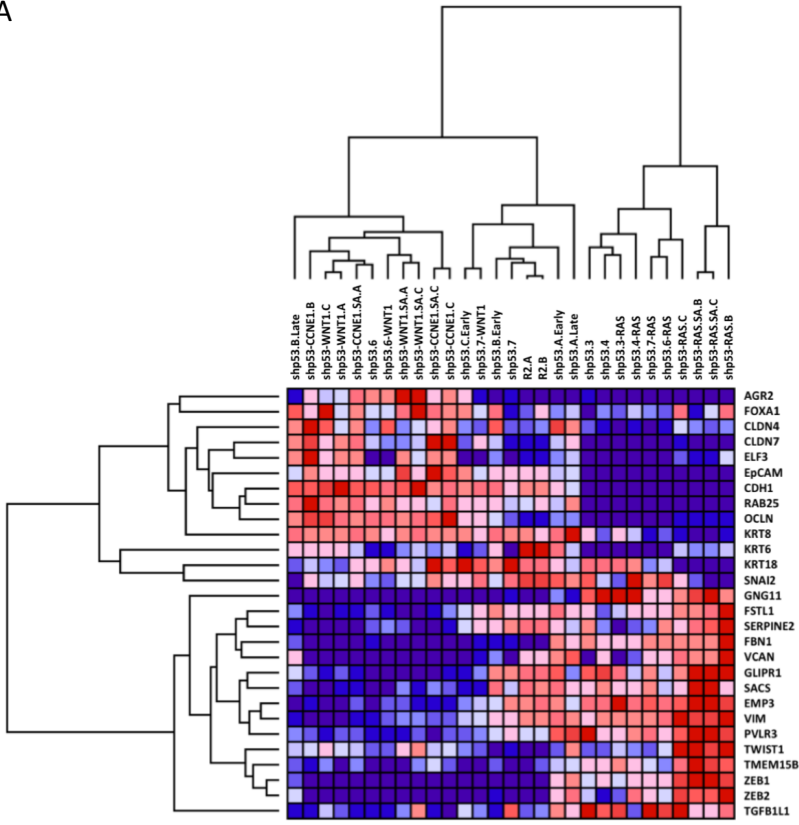 A
shp53.B.Late
shp53-CCNE1.B
shp53-WNT1.C
shp53-WNT1.A
shp53-CCNE1.SA.A
shp53.6
shp53.6-WNT1
shp53-WNT1.SA.A
shp53-WNT1.SA.C
shp53-CCNE1.SA.C
shp53-CCNE1.C
shp53.C.Early
shp53.7-WNT1
shp53.B.Early
shp53.7
R2.A
R2.B
shp53.A.Early
shp53.A.Late
shp53.3
shp53.4
shp53.3-RAS
shp53.4-RAS
shp53.7-RAS
shp53.6-RAS
shp53-RAS.C
shp53-RAS.SA.B
shp53-RAS.SA.C
shp53-RAS.B
AGR2
FOXA1
CLDN4
CLDN7
ELF3
EpCAM
CDH1
RAB25
OCLN
KRT8
KRT6
KRT18
SNAI2
GNG11
FSTL1
SERPINE2
FBN1
VCAN
GLIPR1
SACS
EMP3
VIM
PVLR3
TWIST1
TMEM15B
ZEB1
ZEB2
TGFB1L1